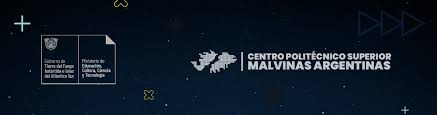 Gobierno de
Tierra del Fuego
Antártida e Islas
del Atlántico Sur
Ministerio de
Educación,
Cultura, Ciencia
y Tecnología
CENTRO POLITÉCNICO SUPERIOR
MALVINAS ARGENTINAS